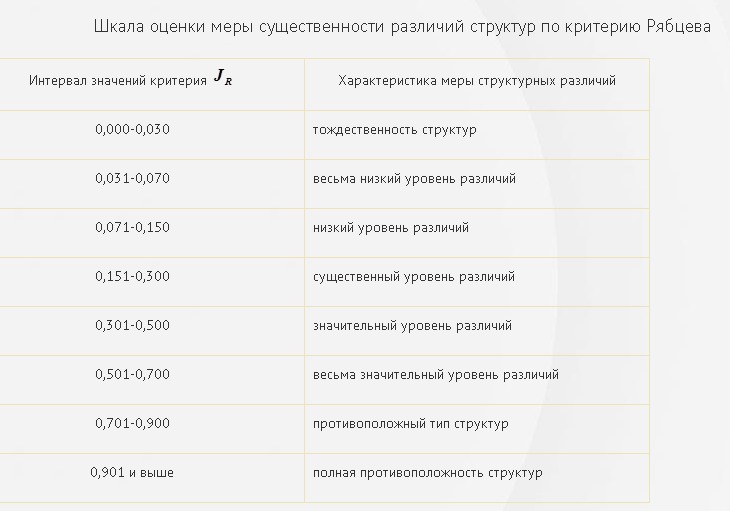 Шкала оценки меры существенности различий структур по критерию Рябцева
Интервал значений критерия J R
Характеристика меры структурных различий
0,000-0,030
тождественность структур
0,031-0,070
весьма низкий уровень различий
0,071-0,150
низкий уровень различий
0,151-0,300
существенный уровень различий
0,301-0,500
значительный уровень различий
0,501-0,700
весьма значительный уровень различий
0,701-0,900
противоположный тип структур
0,901 и выше
полная противоположность структур